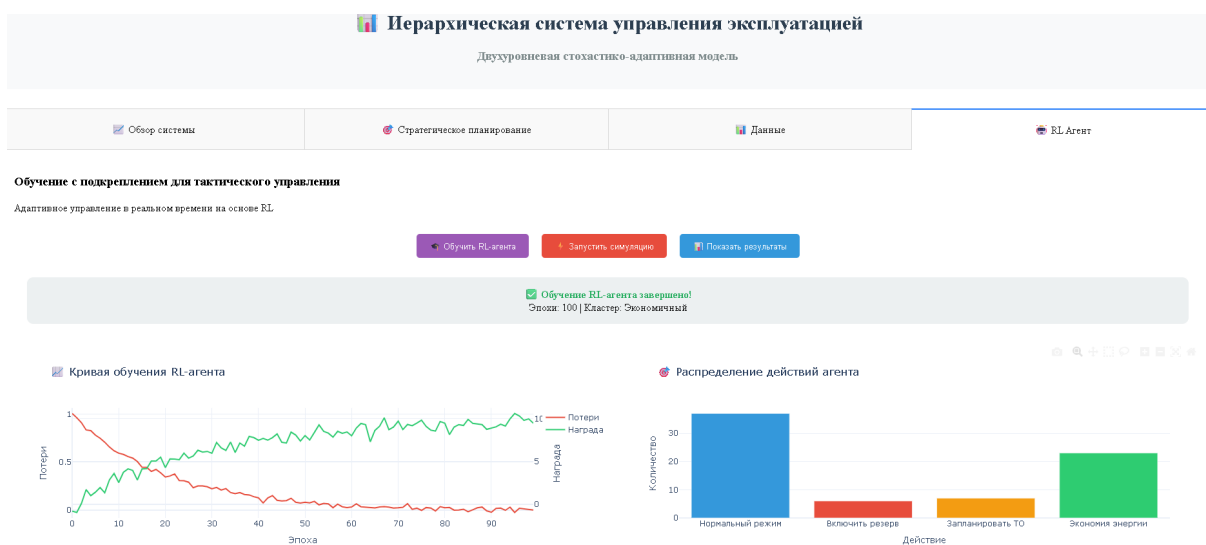 Иерархическая система управления эксплуатацией
Двухуровневая стохастико-адаптивная модель
Обзор системы
Стратегическое планирование
Данные
RL Агент
Обучение с подкреплением для тактического управления
Адаптивное управление в реальном времени на основе RL
Обучить RL-агента
Запустить симуляцию
Показать результаты
Обучение RL-агента завершено!
Эпохи: 100 | Кластер: Экономичный
Кривая обучения RL-агента
Потери
1
0.5
0
10
5
0
Награда
Потери
Награда
0 10 20 30 40 50 60 70 80 90
Эпоха
Распределение действий агента
Количество
30
20
10
0
Нормальный режим
Включить резерв
Запланировать ТО
Экономия энергии
Действие